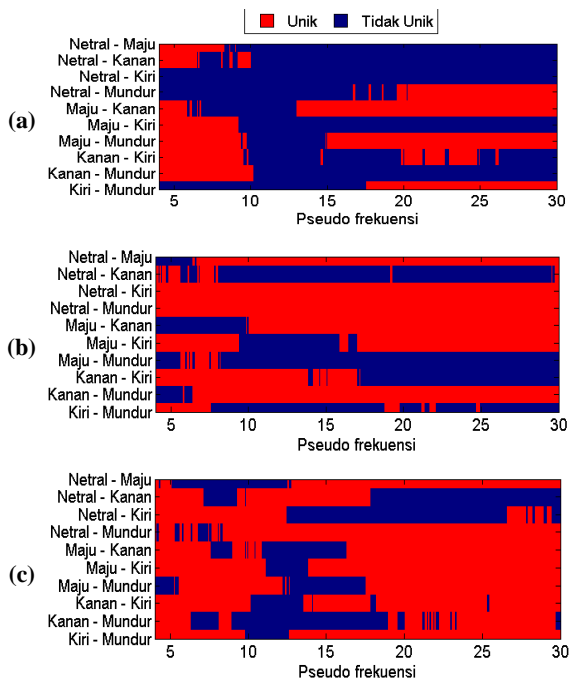 Unik Tidak Unik
(a)
Netral - Maju
Netral - Kanan
Netral - Kiri
Netral - Mundur
Maju - Kanan
Maju - Kiri
Maju - Mundur
Kanan - Kiri
Kanan - Mundur
Kiri - Mundur
5 10 15 20 25 30
Pseudo frekuensi
(b)
Netral - Maju
Netral - Kanan
Netral - Kiri
Netral - Mundur
Maju - Kanan
Maju - Kiri
Maju - Mundur
Kanan - Kiri
Kanan - Mundur
Kiri - Mundur
5 10 15 20 25 30
Pseudo frekuensi
(c)
Netral - Maju
Netral - Kanan
Netral - Kiri
Netral - Mundur
Maju - Kanan
Maju - Kiri
Maju - Mundur
Kanan - Kiri
Kanan - Mundur
Kiri - Mundur
5 10 15 20 25 30
Pseudo frekuensi